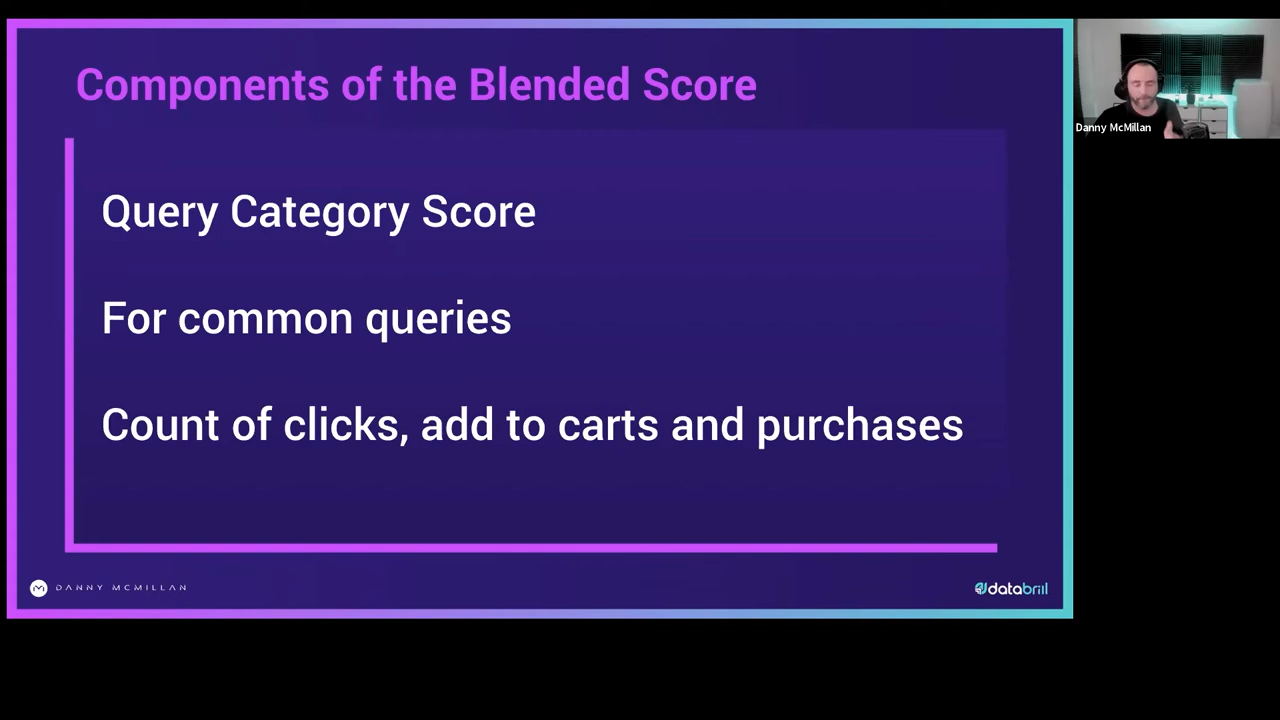 Components of the Blended Score
Query Category Score
For common queries
Count of clicks, add to carts and purchases
DANNY MCMILLAN
databrill
Danny McMillan